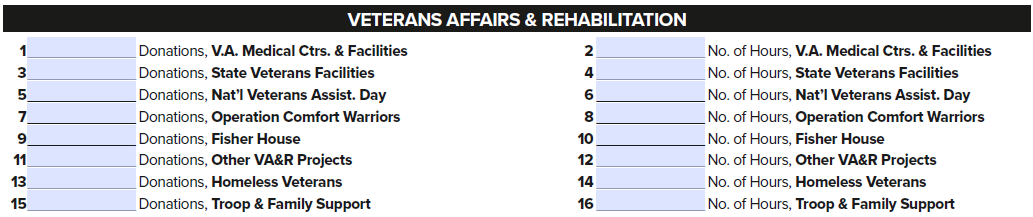 VETERANS AFFAIRS & REHABILITATION
1 Donations, V.A. Medical Ctrs. & Facilities 2 No. of Hours, V.A. Medical Ctrs. & Facilities
3 Donations, State Veterans Facilities 4 No. of Hours, State Veterans Facilities
5 Donations, Nat'l Veterans Assist. Day 6 No. of Hours, Nat'l Veterans Assist. Day
7 Donations, Operation Comfort Warriors 8 No. of Hours, Operation Comfort Warriors
9 Donations, Fisher House 10 No. of Hours, Fisher House
11 Donations, Other VA&R Projects 12 No. of Hours, Other VA&R Projects
13 Donations, Homeless Veterans 14 No. of Hours, Homeless Veterans
15 Donations, Troop & Family Support 16 No. of Hours, Troop & Family Support